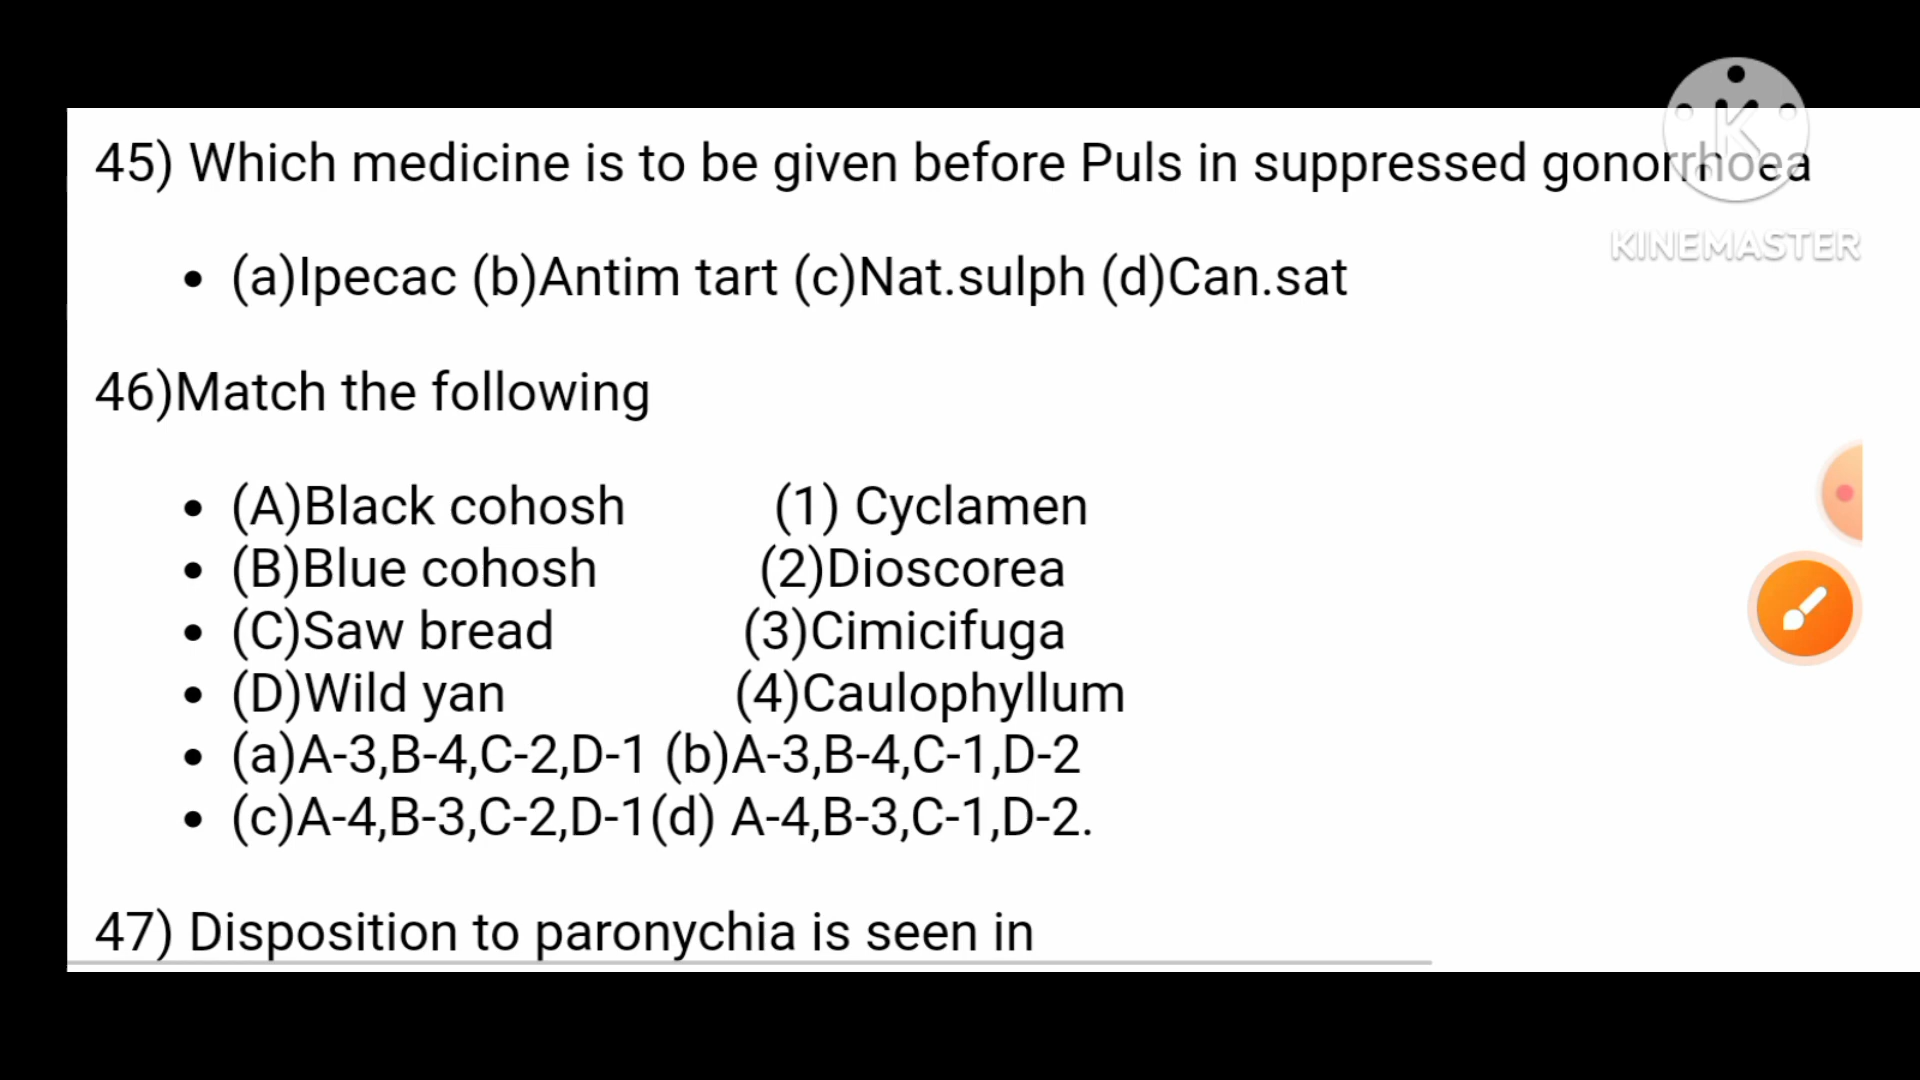 45) Which medicine is to be given before Puls in suppressed gonorrhoea
• (a)Ipecac (b)Antim tart (c)Nat.sulph (d)Can.sat
46)Match the following
• (A)Black cohosh (1) Cyclamen
• (B)Blue cohosh (2)Dioscorea
• (C)Saw bread (3)Cimicifuga
• (D)Wild yan (4)Caulophyllum
• (a)A-3,B-4,C-2,D-1 (b)A-3,B-4,C-1,D-2
• (c)A-4,B-3,C-2,D-1(d) A-4,B-3,C-1,D-2.
47) Disposition to paronychia is seen in
K
KINEMASTER